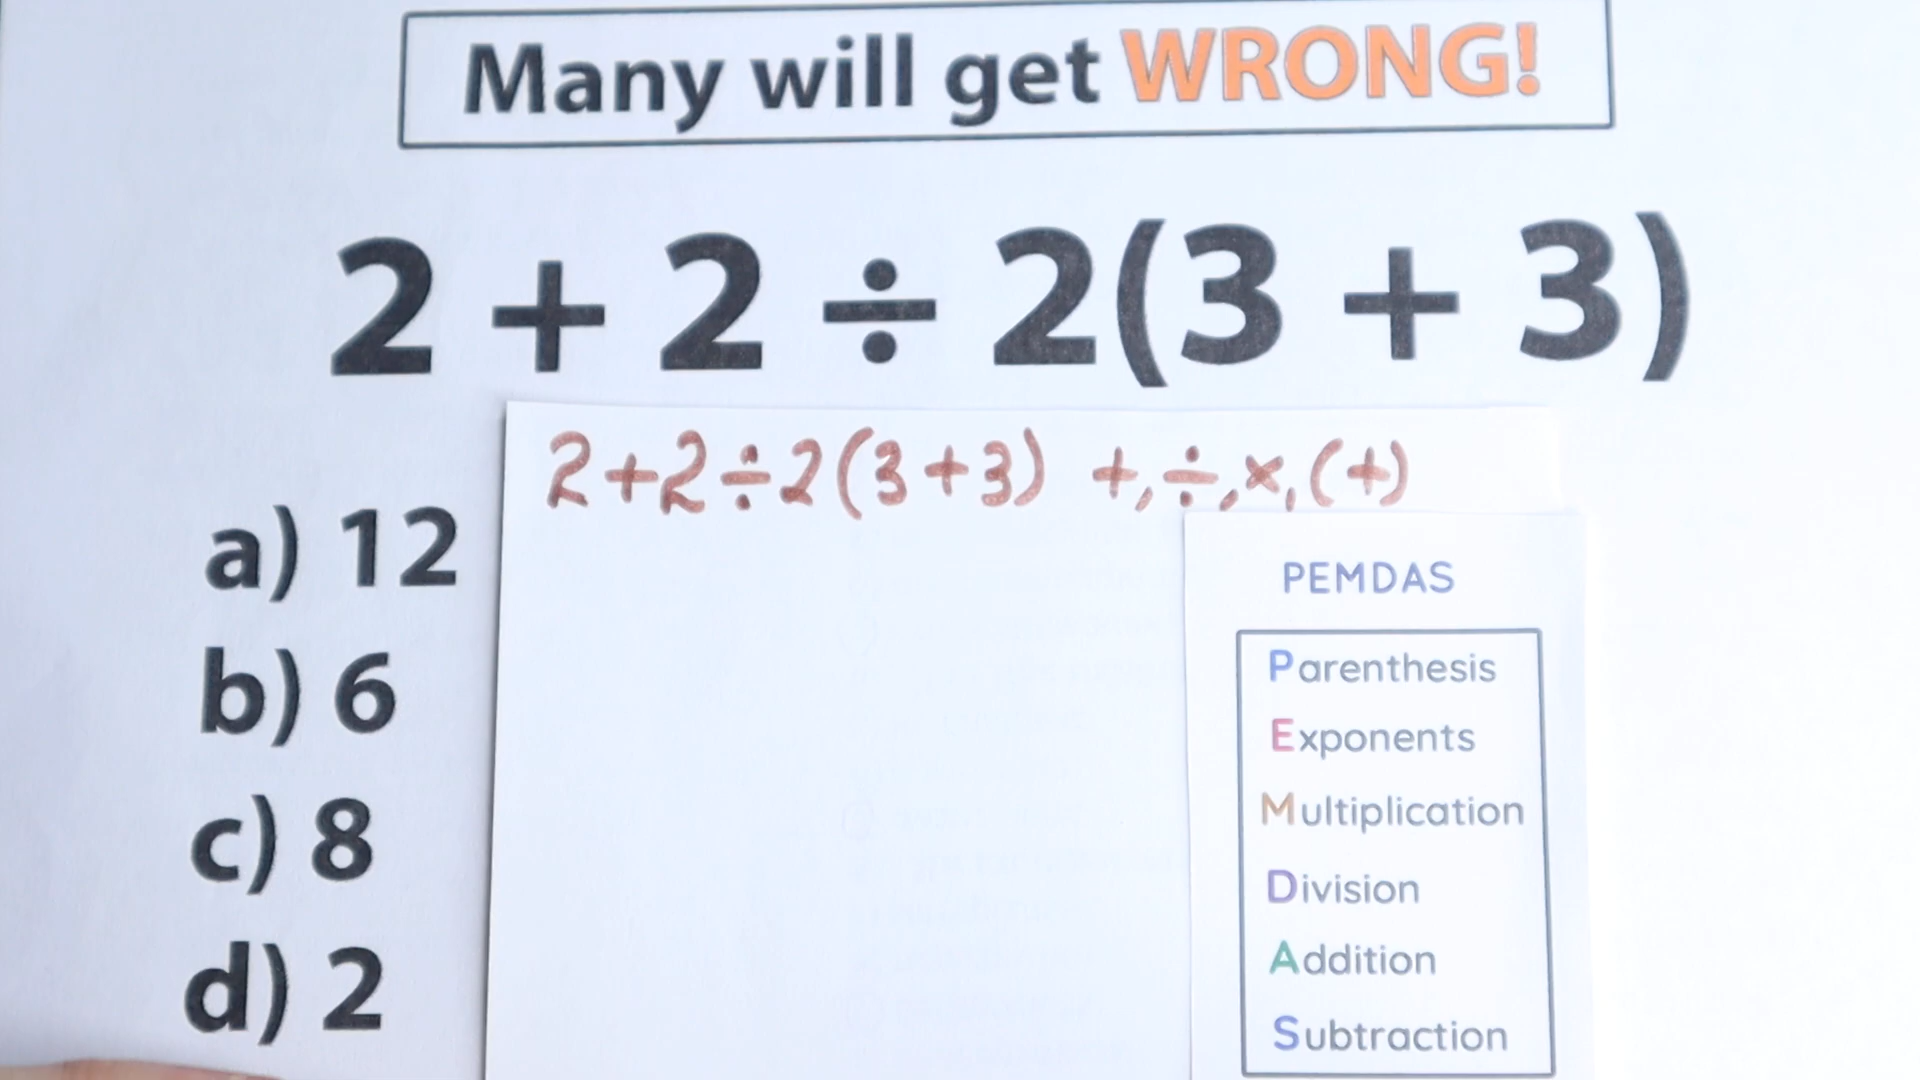 Many will get WRONG!
2 + 2 ÷ 2(3 + 3)
2+2÷2(3+3) +,÷,×,(+)
a) 12
b) 6
c) 8
d) 2
PEMDAS
Parenthesis
Exponents
Multiplication
Division
Addition
Subtraction